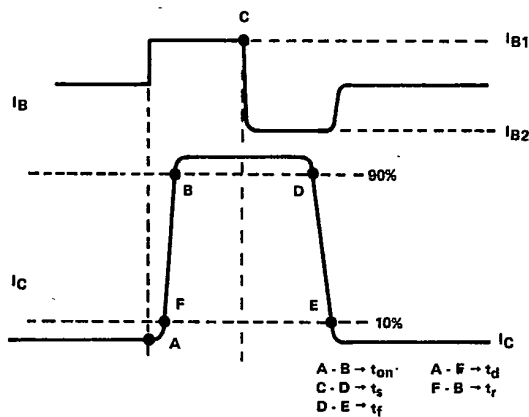 C
IB1
IB
IB2
90%
B
D
IC
F
E
10%
A
IC
A - B → ton
A - F → td
C - D → ts
F - B → tr
D - E → tf